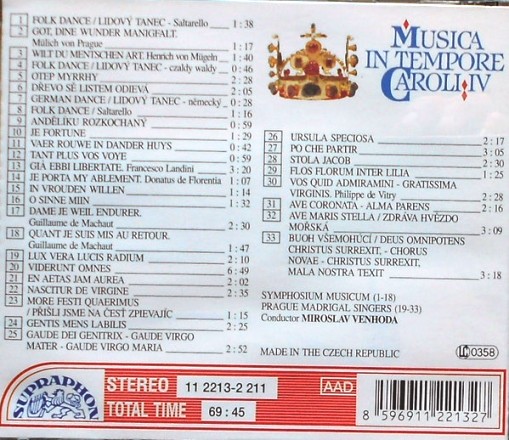 1 FOLK DANCE / LIDOVÝ TANEC - Saltarello 1 : 38
2 GOT, DINE WUNDER MANIGFALT.
Mülich von Prague 1 : 17
3 WILT DU MENTSCHEN ART. Henrich von Mügeln 1 : 40
4 FOLK DANCE / LIDOVÝ TANEC - czaldy waldy 0 : 46
5 OTEP MYRRHY 2 : 28
6 DŘEVO SĚ LISTEM ODIEVÁ 2 : 05
7 GERMAN DANCE / LIDOVÝ TANEC - německý 0 : 28
8 FOLK DANCE / Saltarello 1 : 16
9 ANDĚLÍKU ROZLOCHANÝ 0 : 59
10 JE FORTUNE 1 : 29
11 VAER ROUWE IN DANDER HUYS 0 : 42
12 TANT PLUS VOS VOYE 0 : 59
13 GIÀ EBBI LIBERTATE. Francesco Landini 3 : 20
14 JE PORTA MY ABLEMENT. Donatus de Florentia 1 : 07
15 IN VROUDEN WILLEN 1 : 14
16 O SINNE MIIN 1 : 32
17 DAME JE WEIL ENDURER.
Guillaume de Machaut 2 : 30
18 QUANT JE SUIS MIS AU RETOUR.
Guillaume de Machaut 1 : 47
19 LUX VERA LUCIS RADIUM 2 : 10
20 VIDERUNT OMNES 6 : 49
21 EN AETAS JAM AUREA 2 : 02
22 NASCITUR DE VIRGINE 2 : 35
23 MORE FESTI QUAERIMUS
/ PŘIŠLI JSME NA ČEST ZPIEVAJÍC 1 : 15
24 GENTIS MENS LABILIS 2 : 25
25 GAUDE DEI GENITRIX - GAUDE VIRGO
MATER - GAUDE VIRGO MARIA 2 : 52
MUSICA
IN TEMPORE
CAROLI·IV
26 URSULA SPECIOSA 2 : 17
27 PO CHE PARTIR 3 : 05
28 STOLA JACOB 2 : 30
29 FLOS FLORUM INTER LILIA 1 : 25
30 VOS QUID ADMIRAMINI - GRATISSIMA
VIRGINIS. Philippe de Vitry 2 : 28
31 AVE CORONATA - ALMA PARENS 2 : 16
32 AVE MARIS STELLA / ZDRÁVA HVĚZDO
MOŘSKÁ 3 : 09
33 BUOH VŠEMOHÚCÍ / DEUS OMNIPOTENS
CHRISTUS SURREXIT, - CHORUS
NOVAE - CHRISTUS SURREXIT,
MALA NOSTRA TEXIT 3 : 18
SYMPHOSIUM MUSICUM (1-18)
PRAGUE MADRIGAL SINGERS (19-33)
Conductor MIROSLAV VENHODA
MADE IN THE CZECH REPUBLIC
LC 0358
SUPRAPHON
STEREO 11 2213-2 211 AAD
TOTAL TIME 69 : 45
8 596911 221327